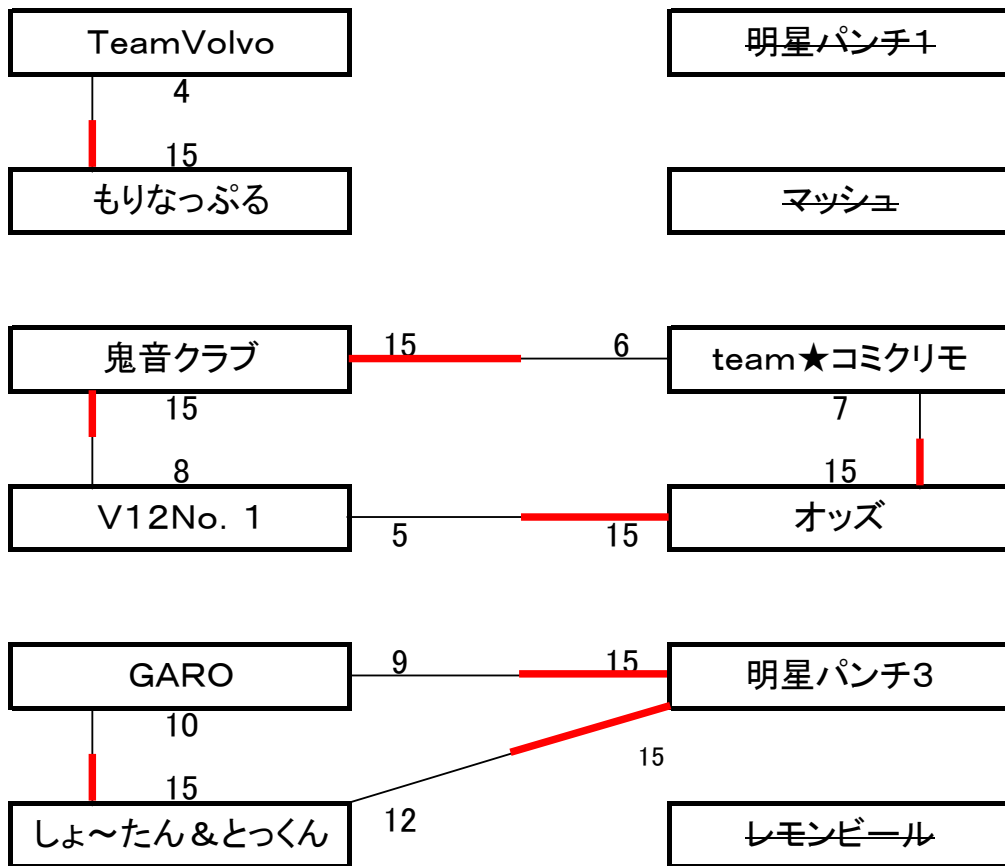 TeamVolvo 明星パンチ1
4
15
もりなっぷる マッシュ
鬼音クラブ 15 6 team★コミクリモ
15 7
8 15
V12No.1 5 15 オッズ
GARO 9 15 明星パンチ3
10
15 15
しょ～たん&とっくん 12 レモンビール